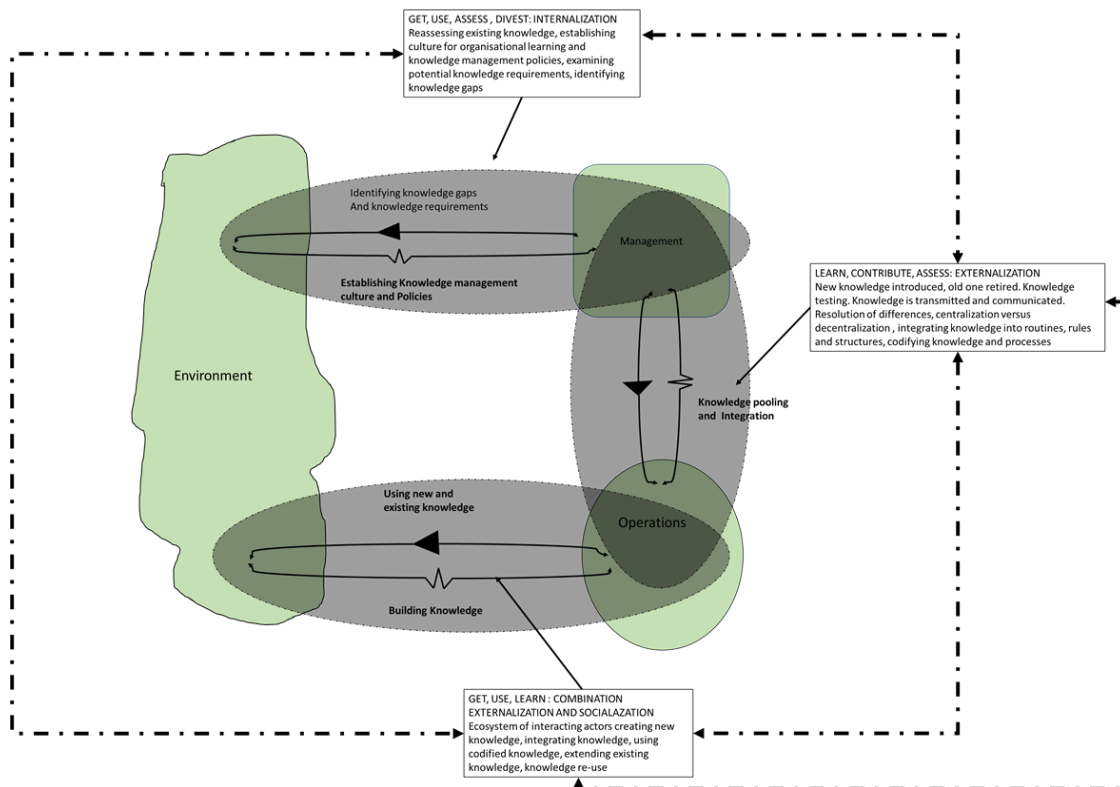 GET, USE, ASSESS , DIVEST: INTERNALIZATION
Reassessing existing knowledge, establishing
culture for organisational learning and
knowledge management policies, examining
potential knowledge requirements, identifying
knowledge gaps
Identifying knowledge gaps
And knowledge requirements
Management
Establishing Knowledge management
culture and Policies
LEARN, CONTRIBUTE, ASSESS: EXTERNALIZATION
New knowledge introduced, old one retired. Knowledge
testing. Knowledge is transmitted and communicated.
Resolution of differences, centralization versus
decentralization , integrating knowledge into routines, rules
and structures, codifying knowledge and processes
Environment
Knowledge pooling
and Integration
Using new and
existing knowledge
Operations
Building Knowledge
GET, USE, LEARN : COMBINATION
EXTERNALIZATION AND SOCIALAZATION
Ecosystem of interacting actors creating new
knowledge, integrating knowledge, using
codified knowledge, extending existing
knowledge, knowledge re-use